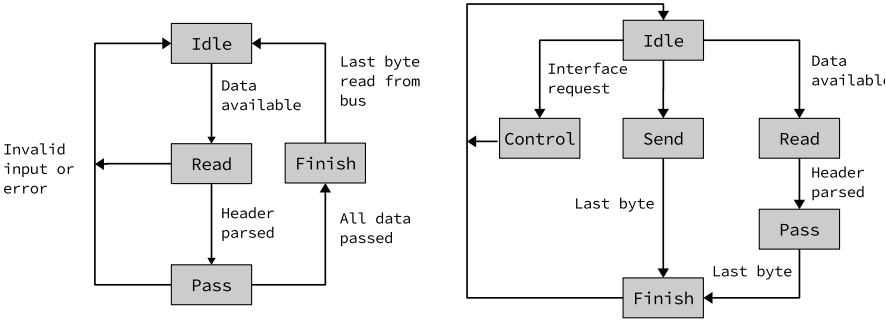 Idle
Data
available
Last byte
read from
bus
Invalid
input or
error
Read
Finish
Header
parsed
All data
passed
Pass
Idle
Interface
request
Data
available
Control
Send
Read
Header
parsed
Last byte
Pass
Last byte
Finish